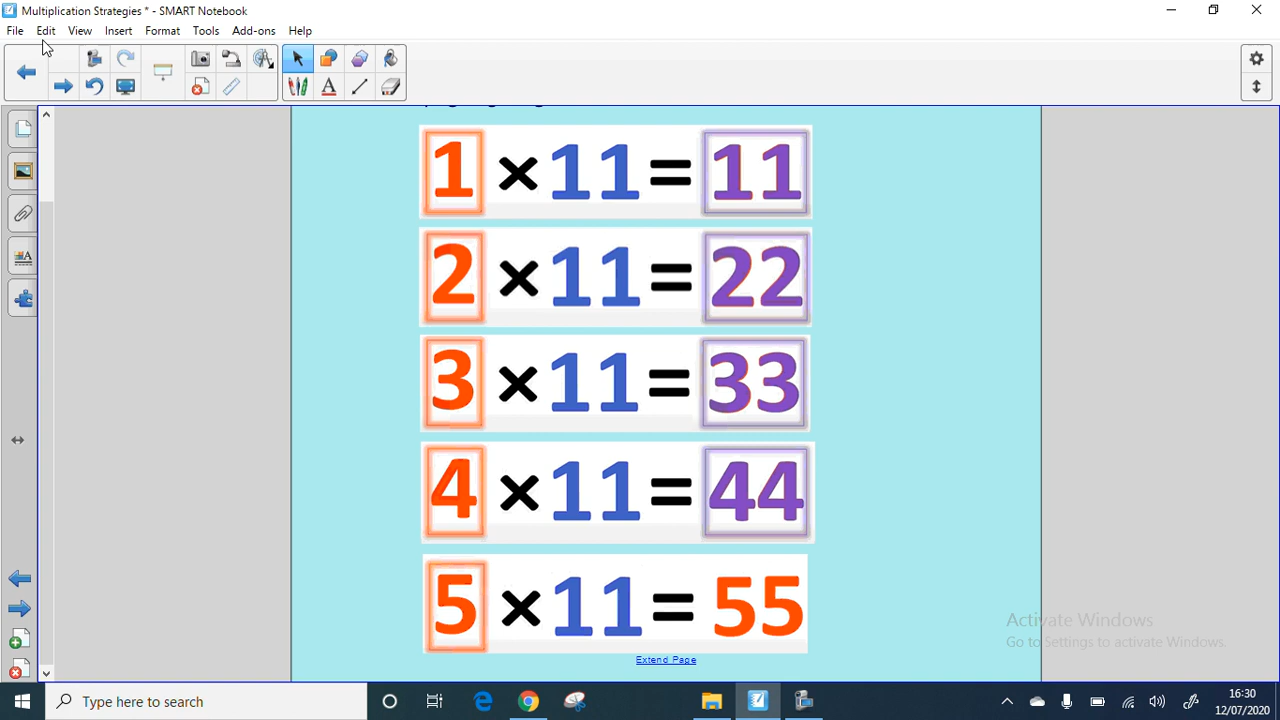 Multiplication Strategies * - SMART Notebook
File Edit View Insert Format Tools Add-ons Help
1 × 11 = 11
2 × 11 = 22
3 × 11 = 33
4 × 11 = 44
5 × 11 = 55
Extend Page
Activate Windows
Go to Settings to activate Windows.
Type here to search
16:30
12/07/2020